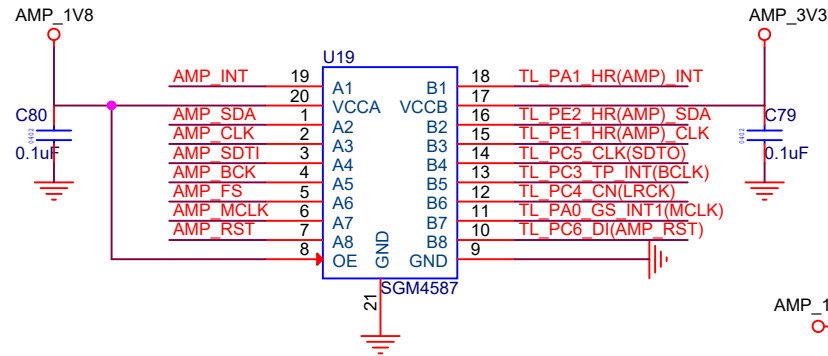 AMP_1V8
AMP_3V3
U19
AMP_INT 19 A1 B1 18 TL_PA1_HR(AMP)_INT
20 VCCA VCCB 17
C80 AMP_SDA 1 A2 B2 16 TL_PE2_HR(AMP)_SDA C79
0402 AMP_CLK 2 A3 B3 15 TL_PE1_HR(AMP)_CLK 0402
0.1uF AMP_SDTI 3 A4 B4 14 TL_PC5_CLK(SDTO) 0.1uF
AMP_BCK 4 A5 B5 13 TL_PC3_TP_INT(BCLK)
AMP_FS 5 A6 B6 12 TL_PC4_CN(LRCK)
AMP_MCLK 6 A7 B7 11 TL_PA0_GS_INT1(MCLK)
AMP_RST 7 A8 B8 10 TL_PC6_DI(AMP_RST)
8 OE GND GND 9
SGM4587
21
AMP_1